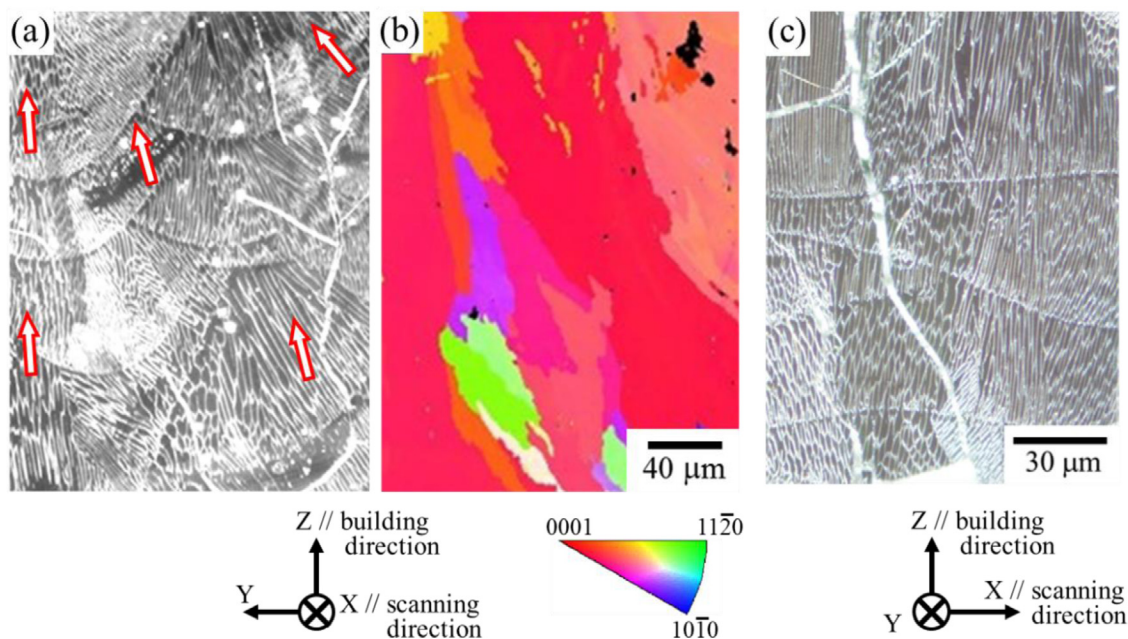 (a)
(b)
(c)
40 μm
30 μm
Z // building
direction
Y
X // scanning
direction
0001
112̅0
101̅0
Z // building
direction
Y
X // scanning
direction